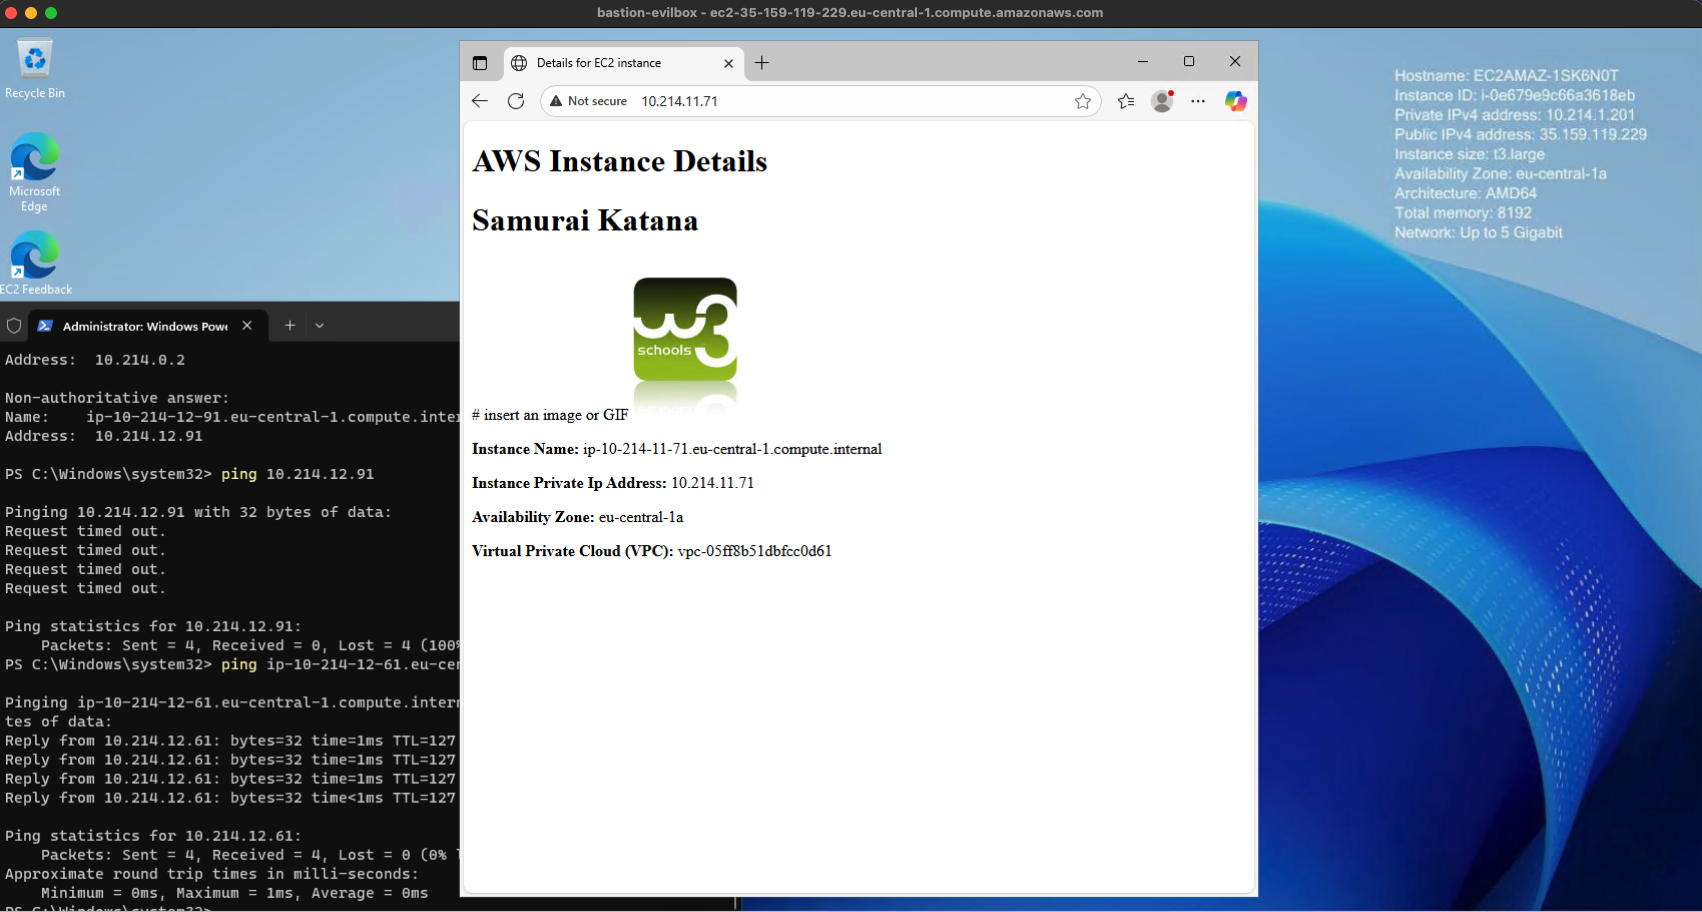 bastion-evilbox - ec2-35-159-119-229.eu-central-1.compute.amazonaws.com
Recycle Bin
Microsoft
Edge
EC2 Feedback
Hostname: EC2AMAZ-1SK6N0T
Instance ID: i-0e679e9c66a3618eb
Private IPv4 address: 10.214.1.201
Public IPv4 address: 35.159.119.229
Instance size: t3.large
Availability Zone: eu-central-1a
Architecture: AMD64
Total memory: 8192
Network: Up to 5 Gigabit
Details for EC2 instance
Not secure 10.214.11.71
AWS Instance Details
Samurai Katana
w3
schools
# insert an image or GIF
Instance Name: ip-10-214-11-71.eu-central-1.compute.internal
Instance Private Ip Address: 10.214.11.71
Availability Zone: eu-central-1a
Virtual Private Cloud (VPC): vpc-05ff8b51dbfcc0d61
Administrator: Windows Pow
Address: 10.214.0.2
Non-authoritative answer:
Name: ip-10-214-12-91.eu-central-1.compute.inte
Address: 10.214.12.91
PS C:\Windows\system32> ping 10.214.12.91
Pinging 10.214.12.91 with 32 bytes of data:
Request timed out.
Request timed out.
Request timed out.
Request timed out.
Ping statistics for 10.214.12.91:
Packets: Sent = 4, Received = 0, Lost = 4 (100%
PS C:\Windows\system32> ping ip-10-214-12-61.eu-cen
Pinging ip-10-214-12-61.eu-central-1.compute.intern
tes of data:
Reply from 10.214.12.61: bytes=32 time=1ms TTL=127
Reply from 10.214.12.61: bytes=32 time=1ms TTL=127
Reply from 10.214.12.61: bytes=32 time=1ms TTL=127
Reply from 10.214.12.61: bytes=32 time<1ms TTL=127
Ping statistics for 10.214.12.61:
Packets: Sent = 4, Received = 4, Lost = 0 (0%
Approximate round trip times in milli-seconds:
Minimum = 0ms, Maximum = 1ms, Average = 0ms
PS C:\Windows\system32>